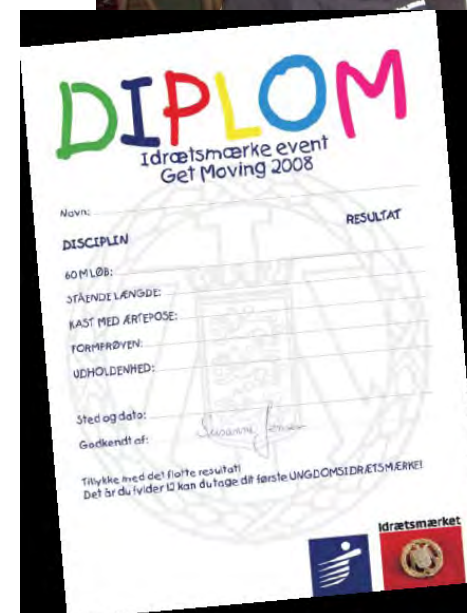 DIPLOM
Idrætsmærke event
Get Moving 2008
Navn:
DISCIPLIN RESULTAT
60 M LØB:
STÅENDE LÆNGDE:
KAST MED ÆRTEPOSE:
FORMPRØVEN:
UDHOLDENHED:
Sted og dato:
Godkendt af: Susanne Jensen
Tillykke med det flotte resultat!
Det år du fylder 12 kan du tage dit første UNGDOMSIDRÆTSMÆRKE!
Idrætsmærket